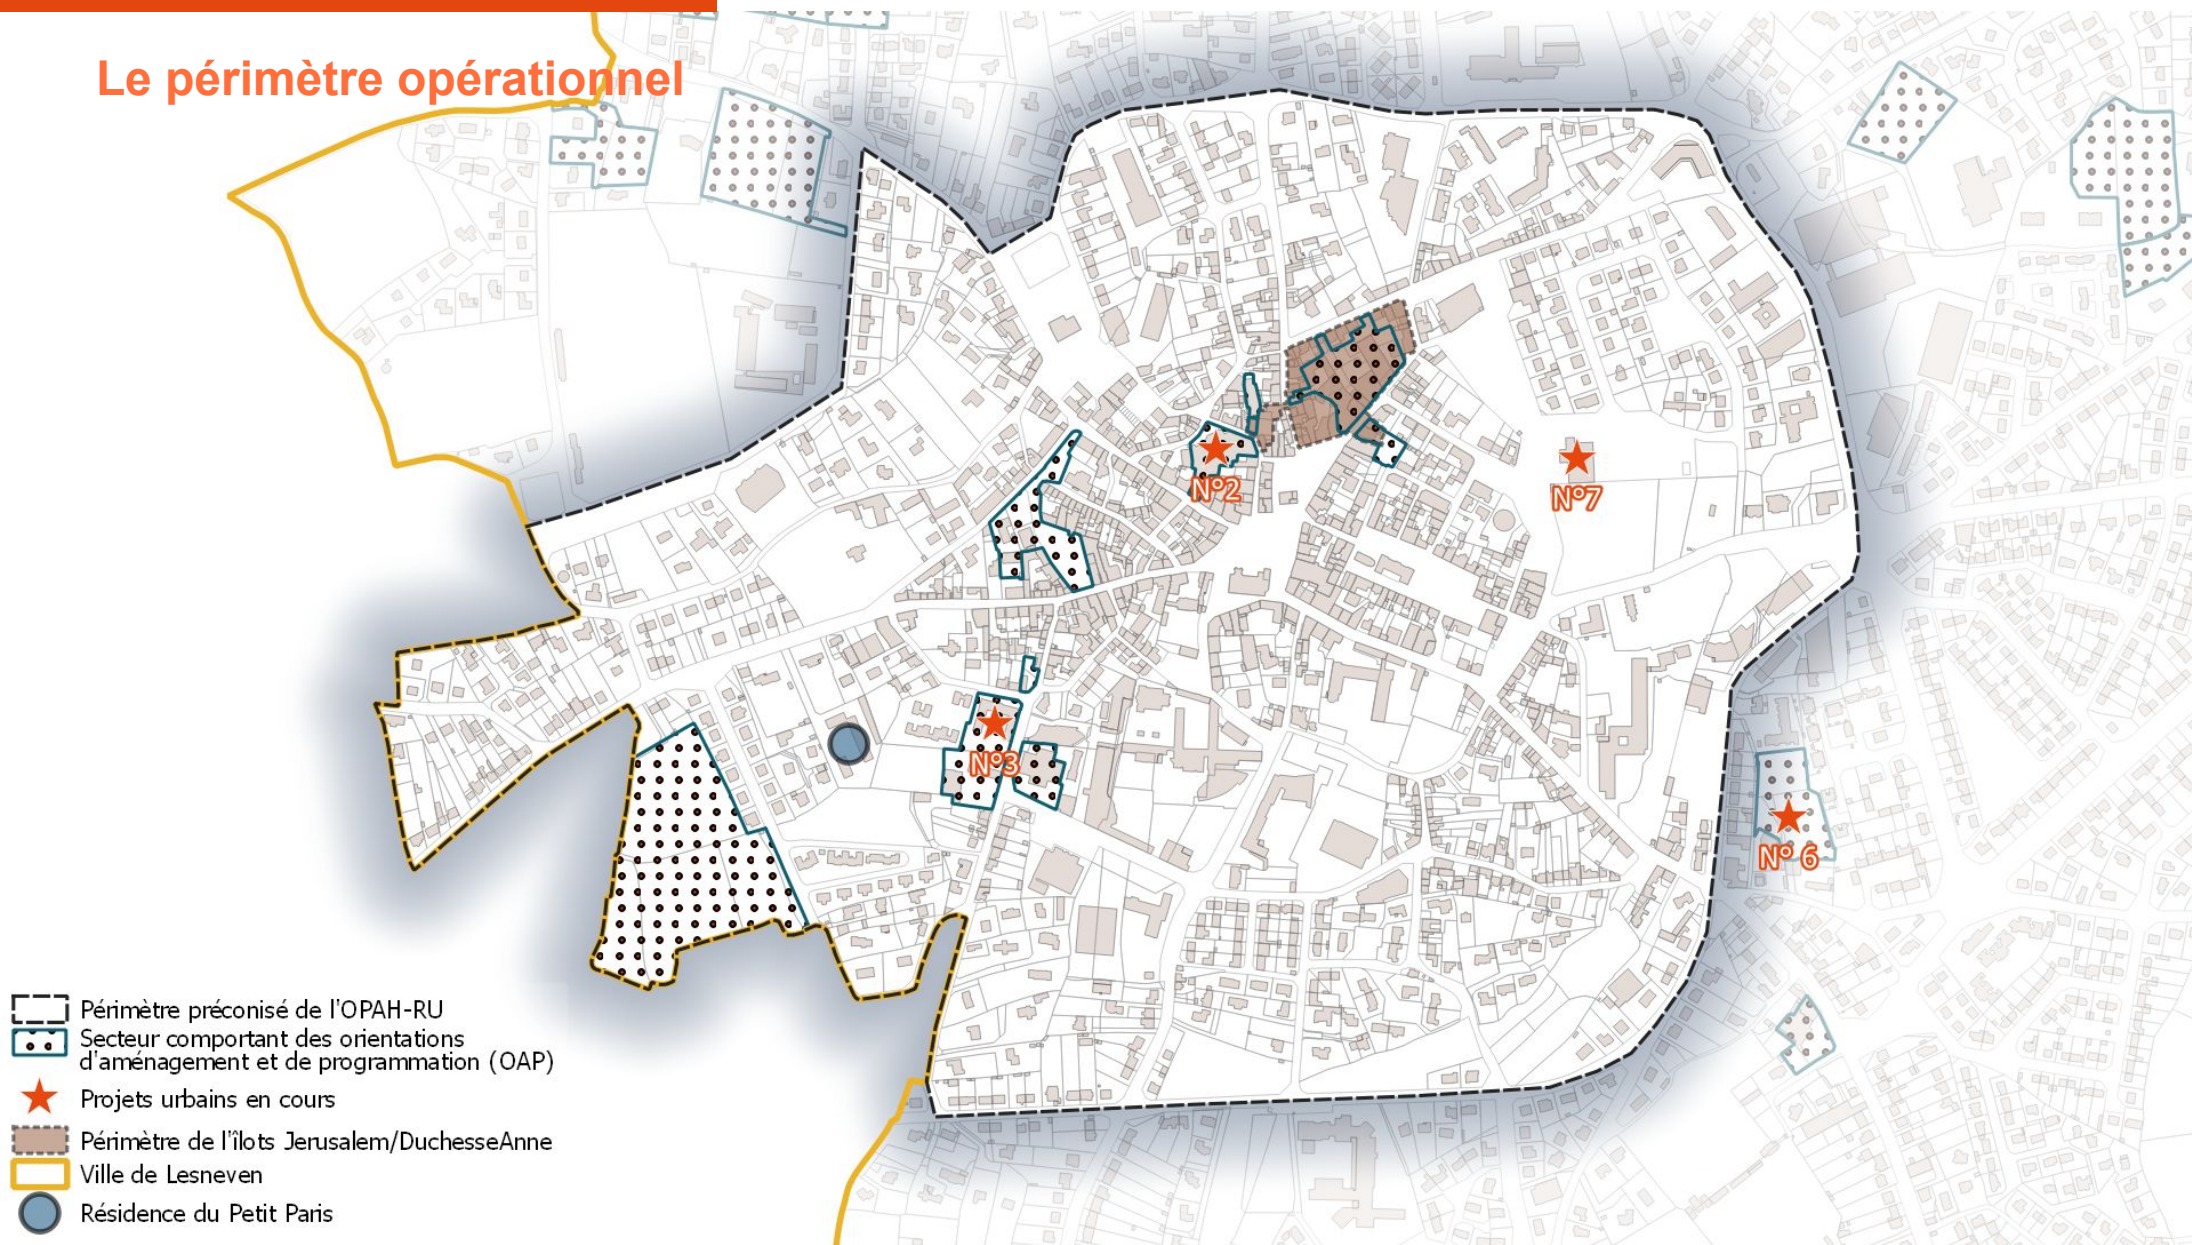 Le périmètre opérationnel
N°2
N°7
N°3
N° 6
Périmètre préconisé de l'OPAH-RU
Secteur comportant des orientations
d'aménagement et de programmation (OAP)
Projets urbains en cours
Périmètre de l'îlots Jerusalem/DuchesseAnne
Ville de Lesneven
Résidence du Petit Paris